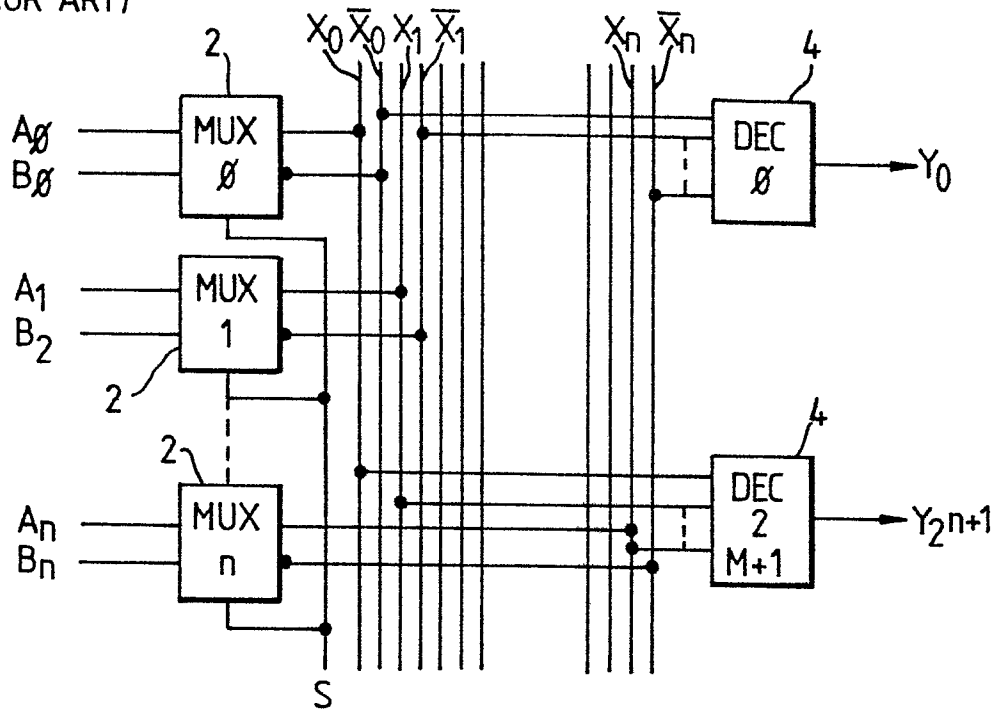 X₀ X̅₀ X₁ X̅₁ Xₙ X̅ₙ
2 4
A∅ MUX DEC
B∅ ∅ ∅ Y₀
A₁ MUX
B₂ 1
2
2 4
Aₙ MUX DEC
Bₙ n 2 Y₂n+1
M+1
S